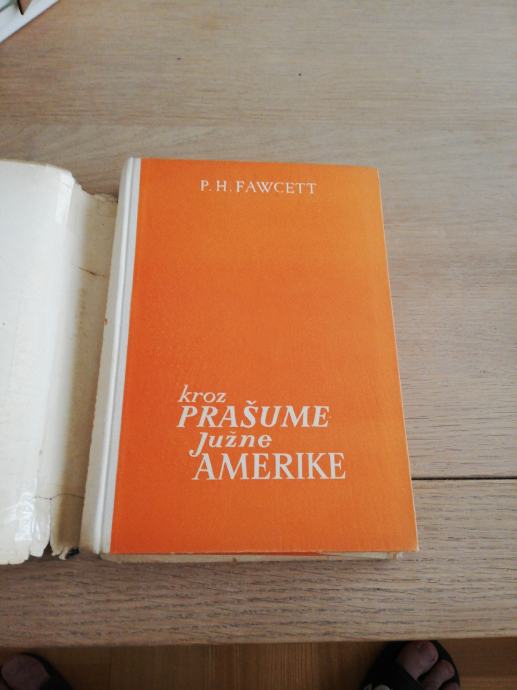 P. H. FAWCETT
kroz
PRAŠUME
Južne
AMERIKE